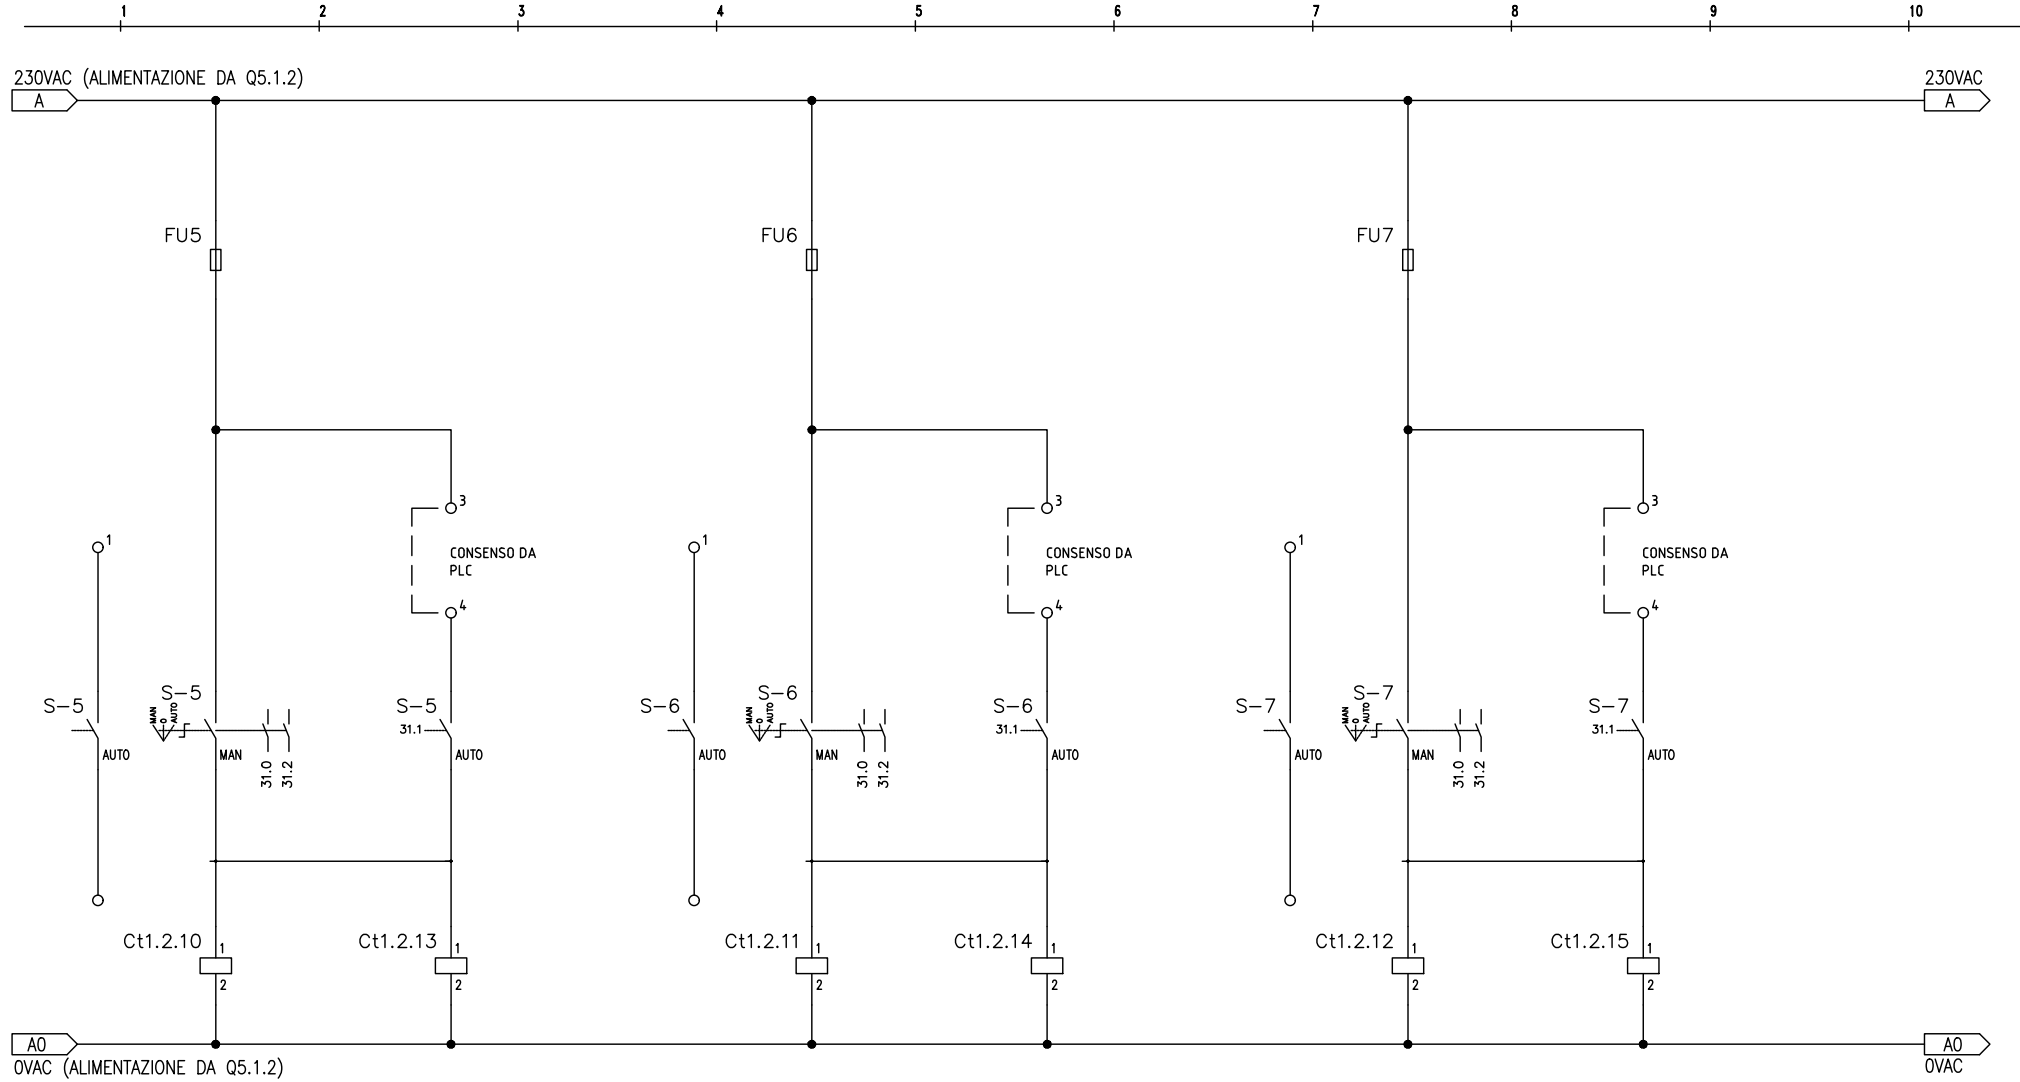 1 2 3 4 5 6 7 8 9 10
230VAC (ALIMENTAZIONE DA Q5.1.2) 230VAC
A A
FU5 FU6 FU7
3 3 3
1 1 1
CONSENSO DA CONSENSO DA CONSENSO DA
PLC PLC PLC
4 4 4
S-5 S-5 S-5 S-6 S-6 S-6 S-7 S-7 S-7
MAN 0 AUTO MAN 0 AUTO MAN 0 AUTO
31.1 31.1 31.1
AUTO MAN AUTO AUTO MAN AUTO AUTO MAN AUTO
31.0 31.2 31.0 31.2 31.0 31.2
Ct1.2.10 1 Ct1.2.13 1 Ct1.2.11 1 Ct1.2.14 1 Ct1.2.12 1 Ct1.2.15 1
2 2 2 2 2 2
A0 A0
0VAC (ALIMENTAZIONE DA Q5.1.2) 0VAC